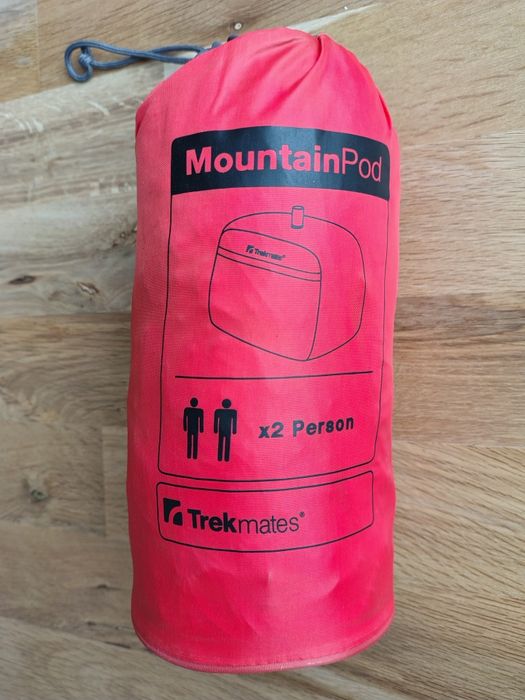 MountainPod
Trekmates®
x2 Person
Trekmates®